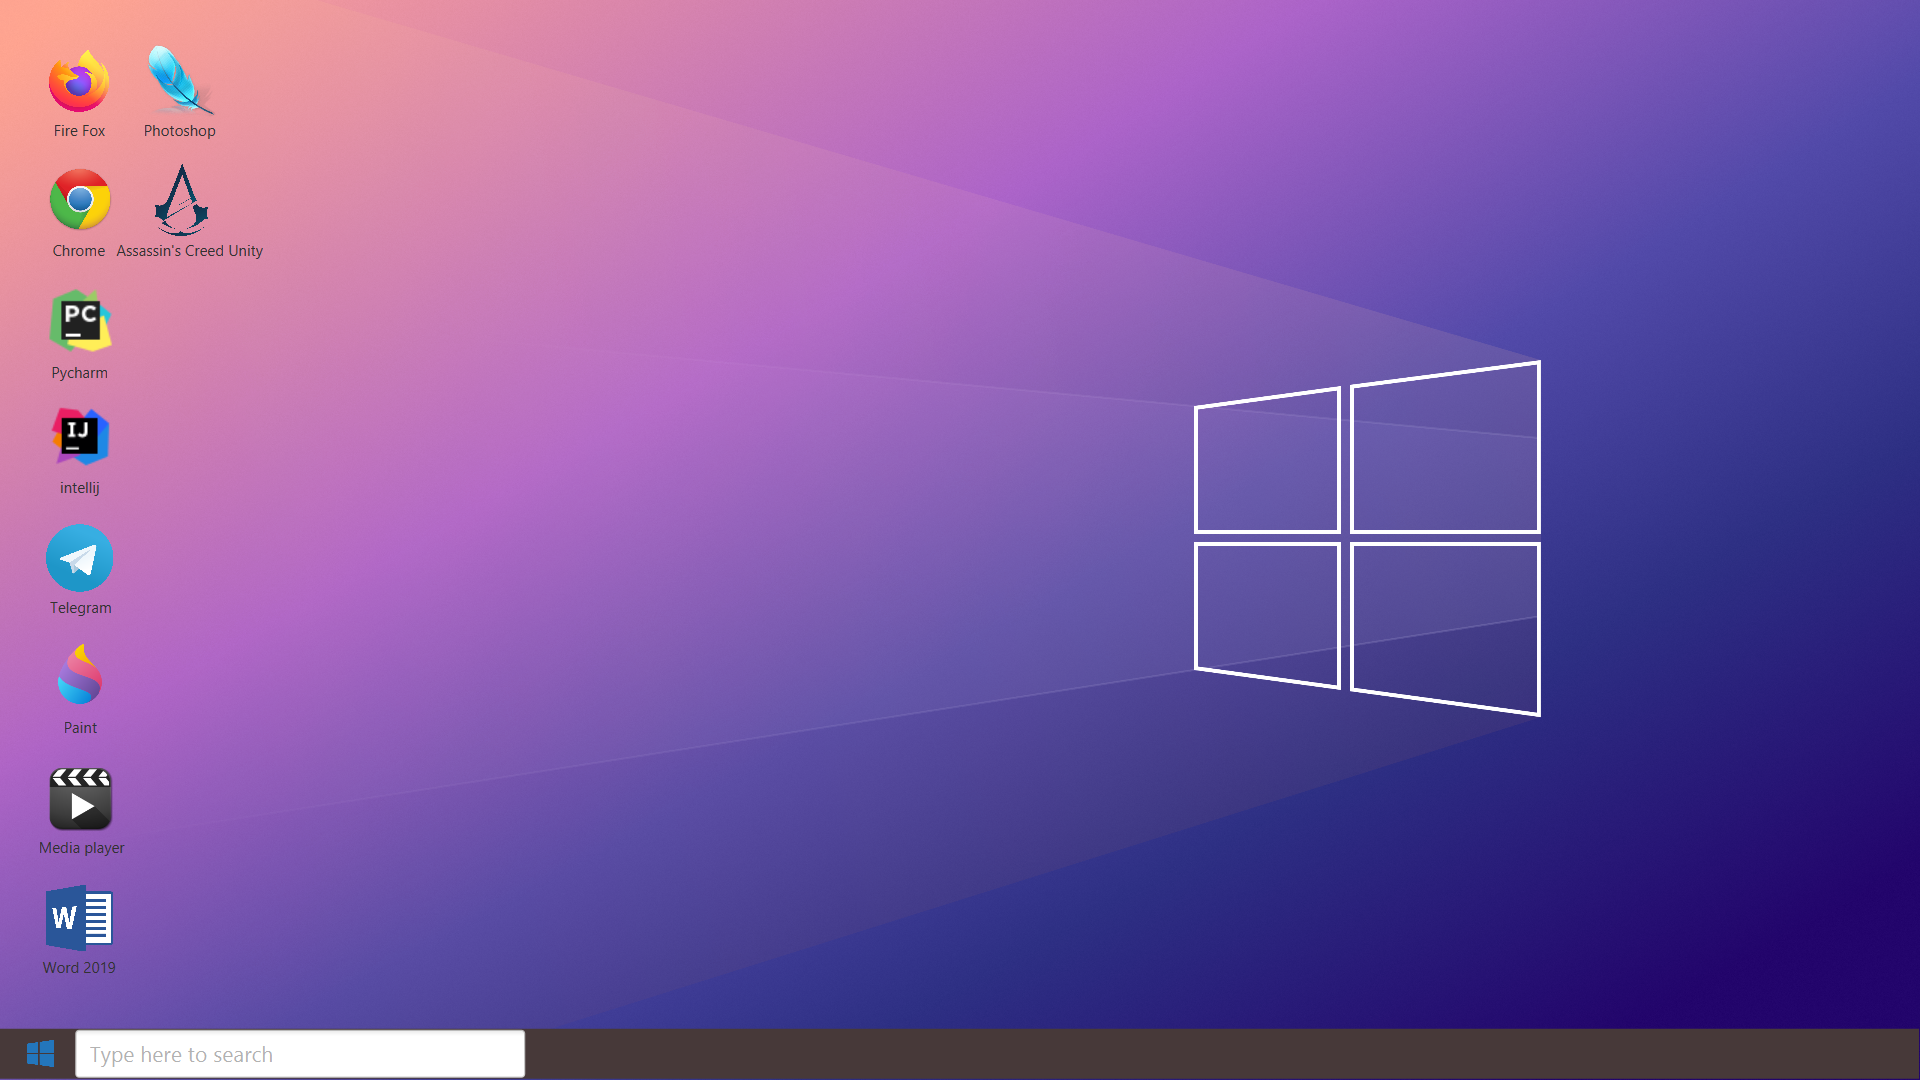 Fire Fox
Photoshop
Chrome
Assassin's Creed Unity
PC
Pycharm
IJ
intellij
Telegram
Paint
Media player
W
Word 2019
Type here to search